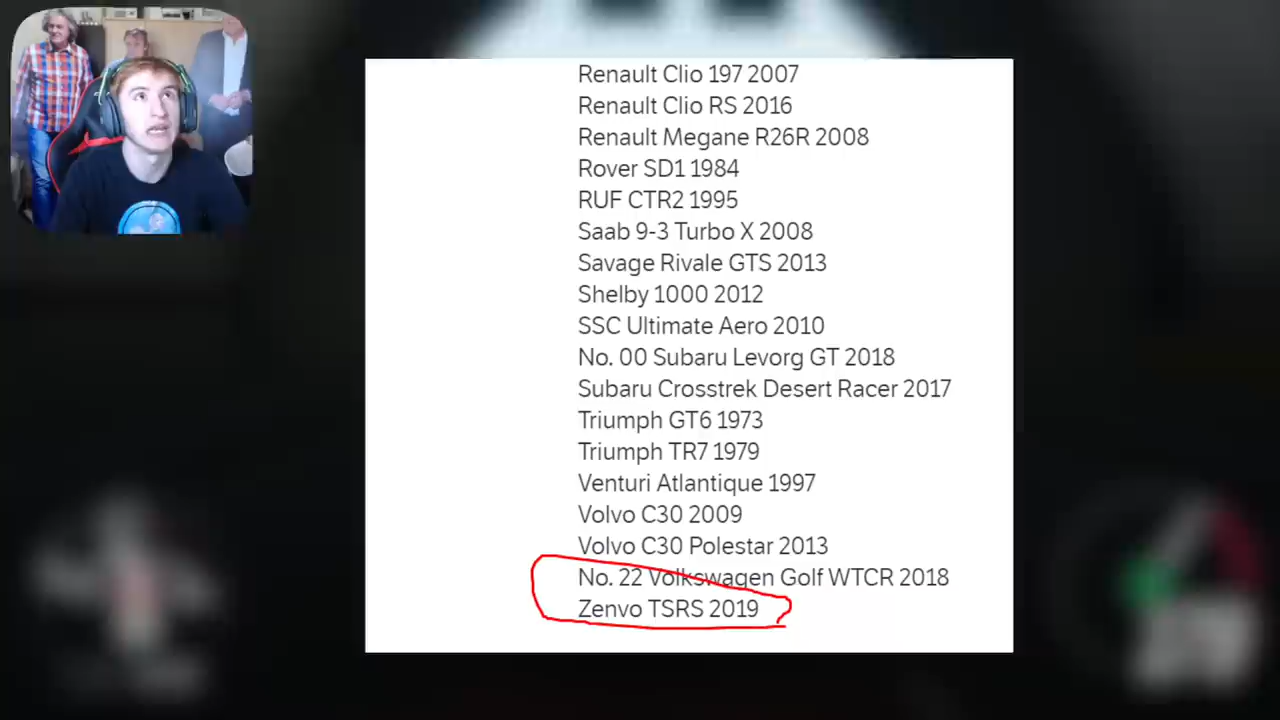 Renault Clio 197 2007
Renault Clio RS 2016
Renault Megane R26R 2008
Rover SD1 1984
RUF CTR2 1995
Saab 9-3 Turbo X 2008
Savage Rivale GTS 2013
Shelby 1000 2012
SSC Ultimate Aero 2010
No. 00 Subaru Levorg GT 2018
Subaru Crosstrek Desert Racer 2017
Triumph GT6 1973
Triumph TR7 1979
Venturi Atlantique 1997
Volvo C30 2009
Volvo C30 Polestar 2013
No. 22 Volkswagen Golf WTCR 2018
Zenvo TSRS 2019